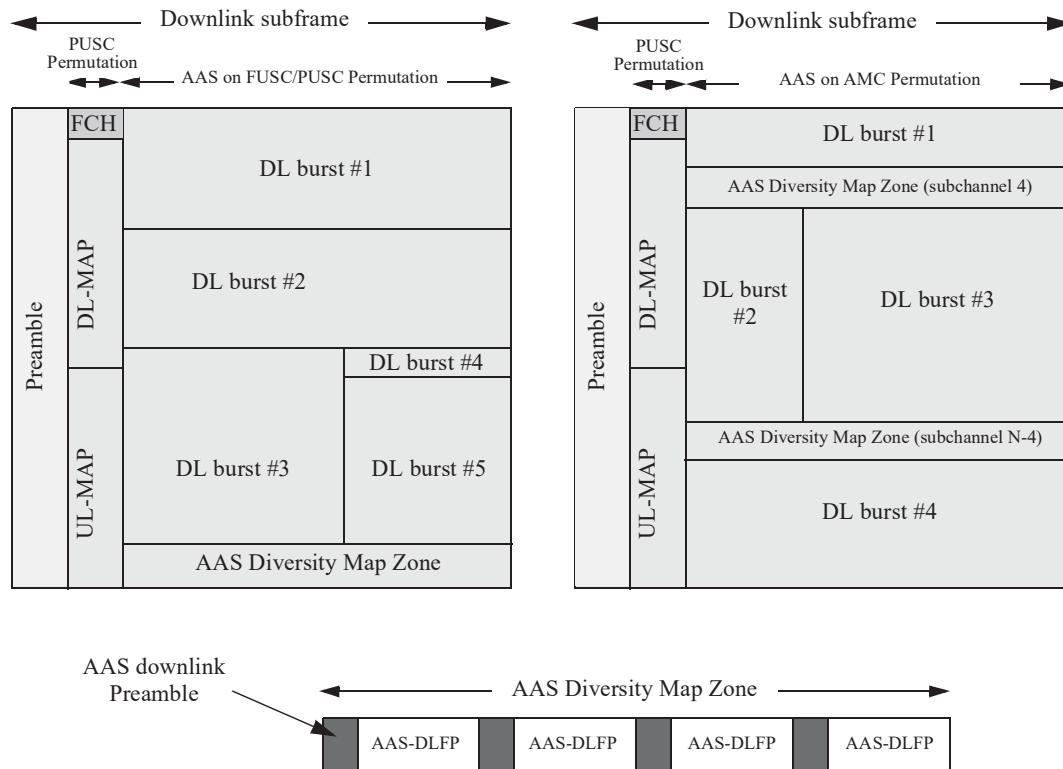 Downlink subframe
PUSC
Permutation
AAS on FUSC/PUSC Permutation
FCH
DL burst #1
DL-MAP
DL burst #2
Preamble
DL burst #4
UL-MAP
DL burst #3
DL burst #5
AAS Diversity Map Zone
Downlink subframe
PUSC
Permutation
AAS on AMC Permutation
FCH
DL burst #1
AAS Diversity Map Zone (subchannel 4)
DL-MAP
DL burst
#2
DL burst #3
Preamble
AAS Diversity Map Zone (subchannel N-4)
UL-MAP
DL burst #4
AAS downlink
Preamble
AAS Diversity Map Zone
AAS-DLFP
AAS-DLFP
AAS-DLFP
AAS-DLFP